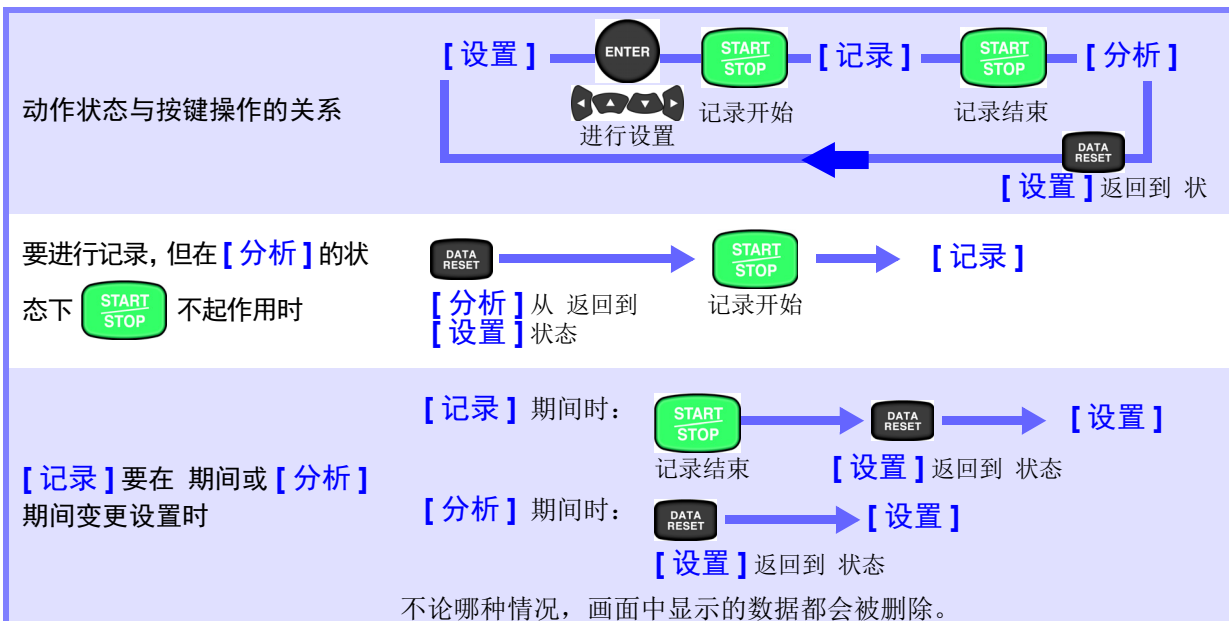 [ 设置 ] ENTER START STOP [ 记录 ] START STOP [ 分析 ]
动作状态与按键操作的关系
进行设置 记录开始 记录结束
DATA RESET
[ 设置 ] 返回到 状
要进行记录, 但在 [ 分析 ] 的状
态下 START STOP 不起作用时
DATA RESET START STOP [ 记录 ]
[ 分析 ] 从 返回到 记录开始
[ 设置 ] 状态
[ 记录 ] 要在 期间或 [ 分析 ]
期间变更设置时
[ 记录 ] 期间时： START STOP DATA RESET [ 设置 ]
记录结束 [ 设置 ] 返回到 状态
[ 分析 ] 期间时： DATA RESET [ 设置 ]
[ 设置 ] 返回到 状态
不论哪种情况，画面中显示的数据都会被删除。